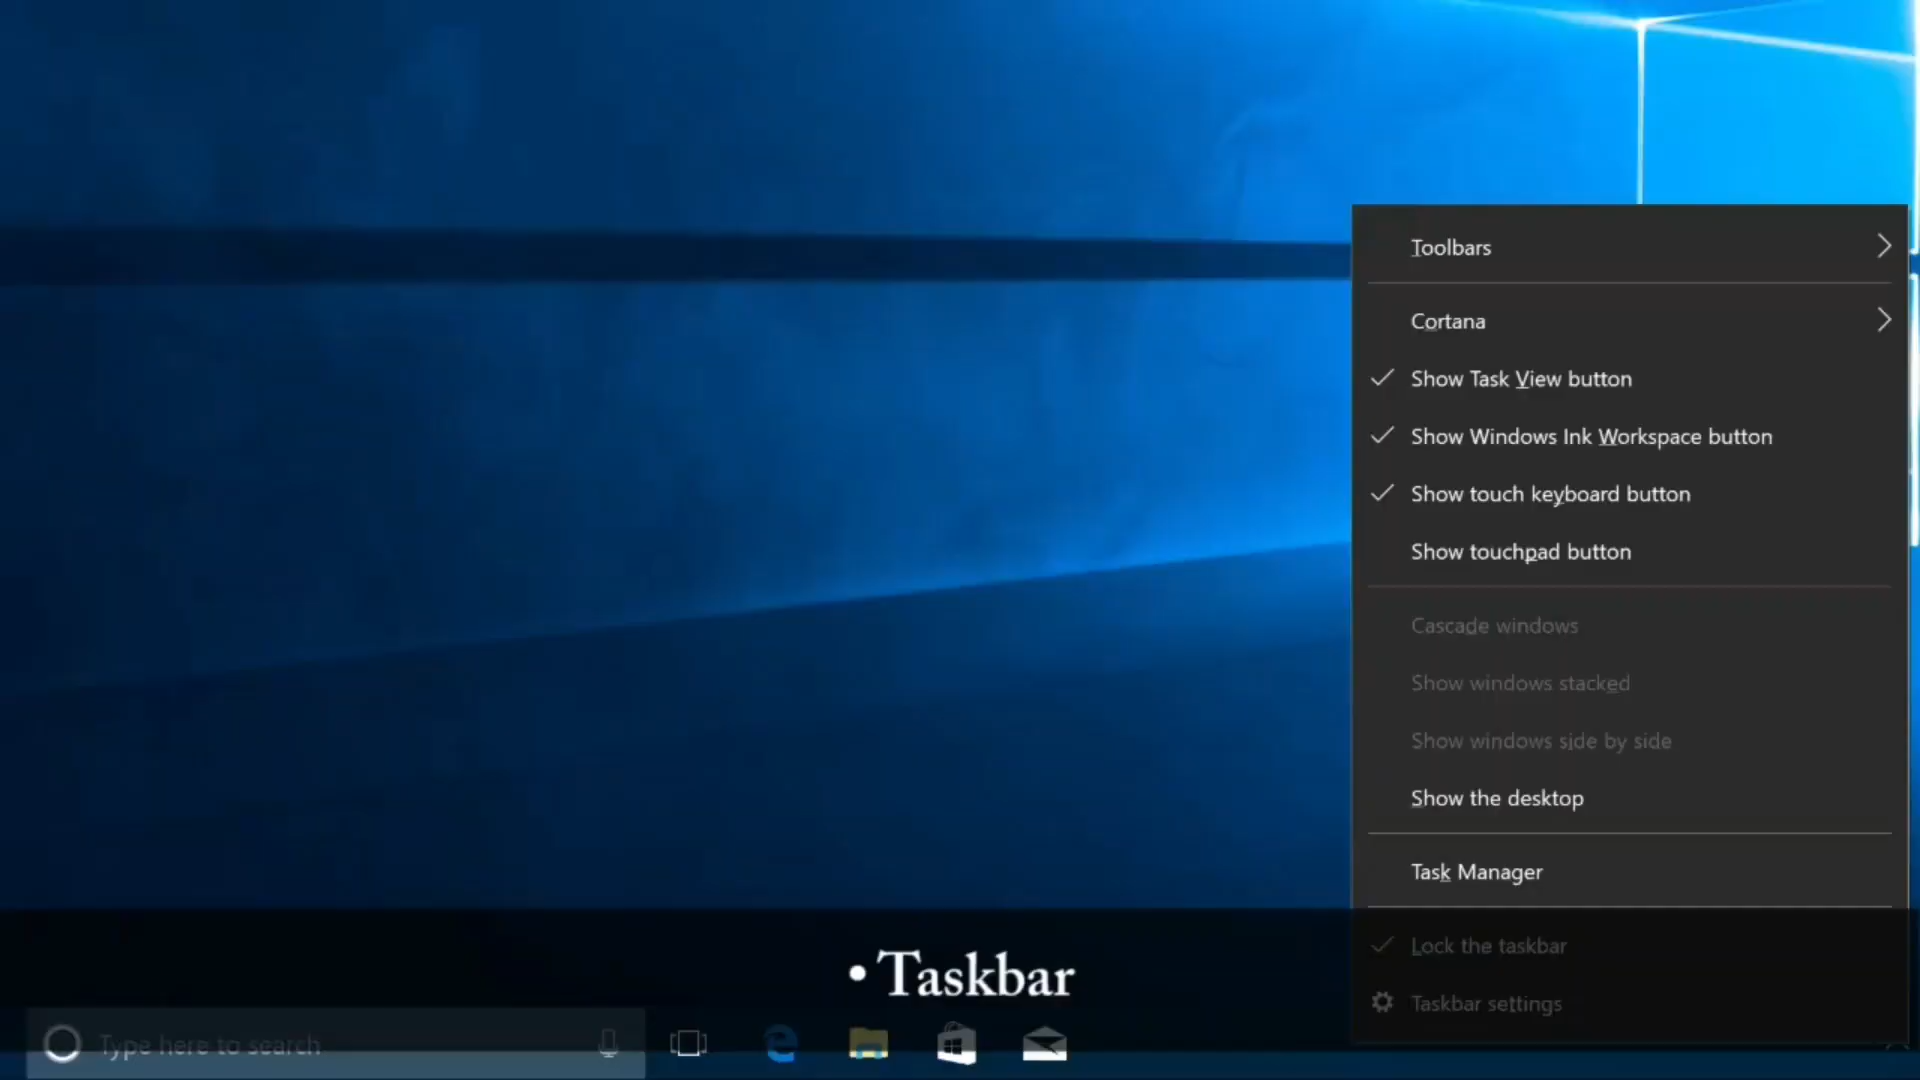 Toolbars
Cortana
Show Task View button
Show Windows Ink Workspace button
Show touch keyboard button
Show touchpad button
Cascade windows
Show windows stacked
Show windows side by side
Show the desktop
Task Manager
Lock the taskbar
Taskbar settings
• Taskbar
Type here to search